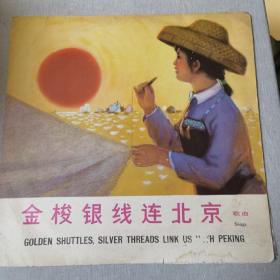 金梭银线连北京 歌曲
Songs
GOLDEN SHUTTLES, SILVER THREADS LINK US H PEKING